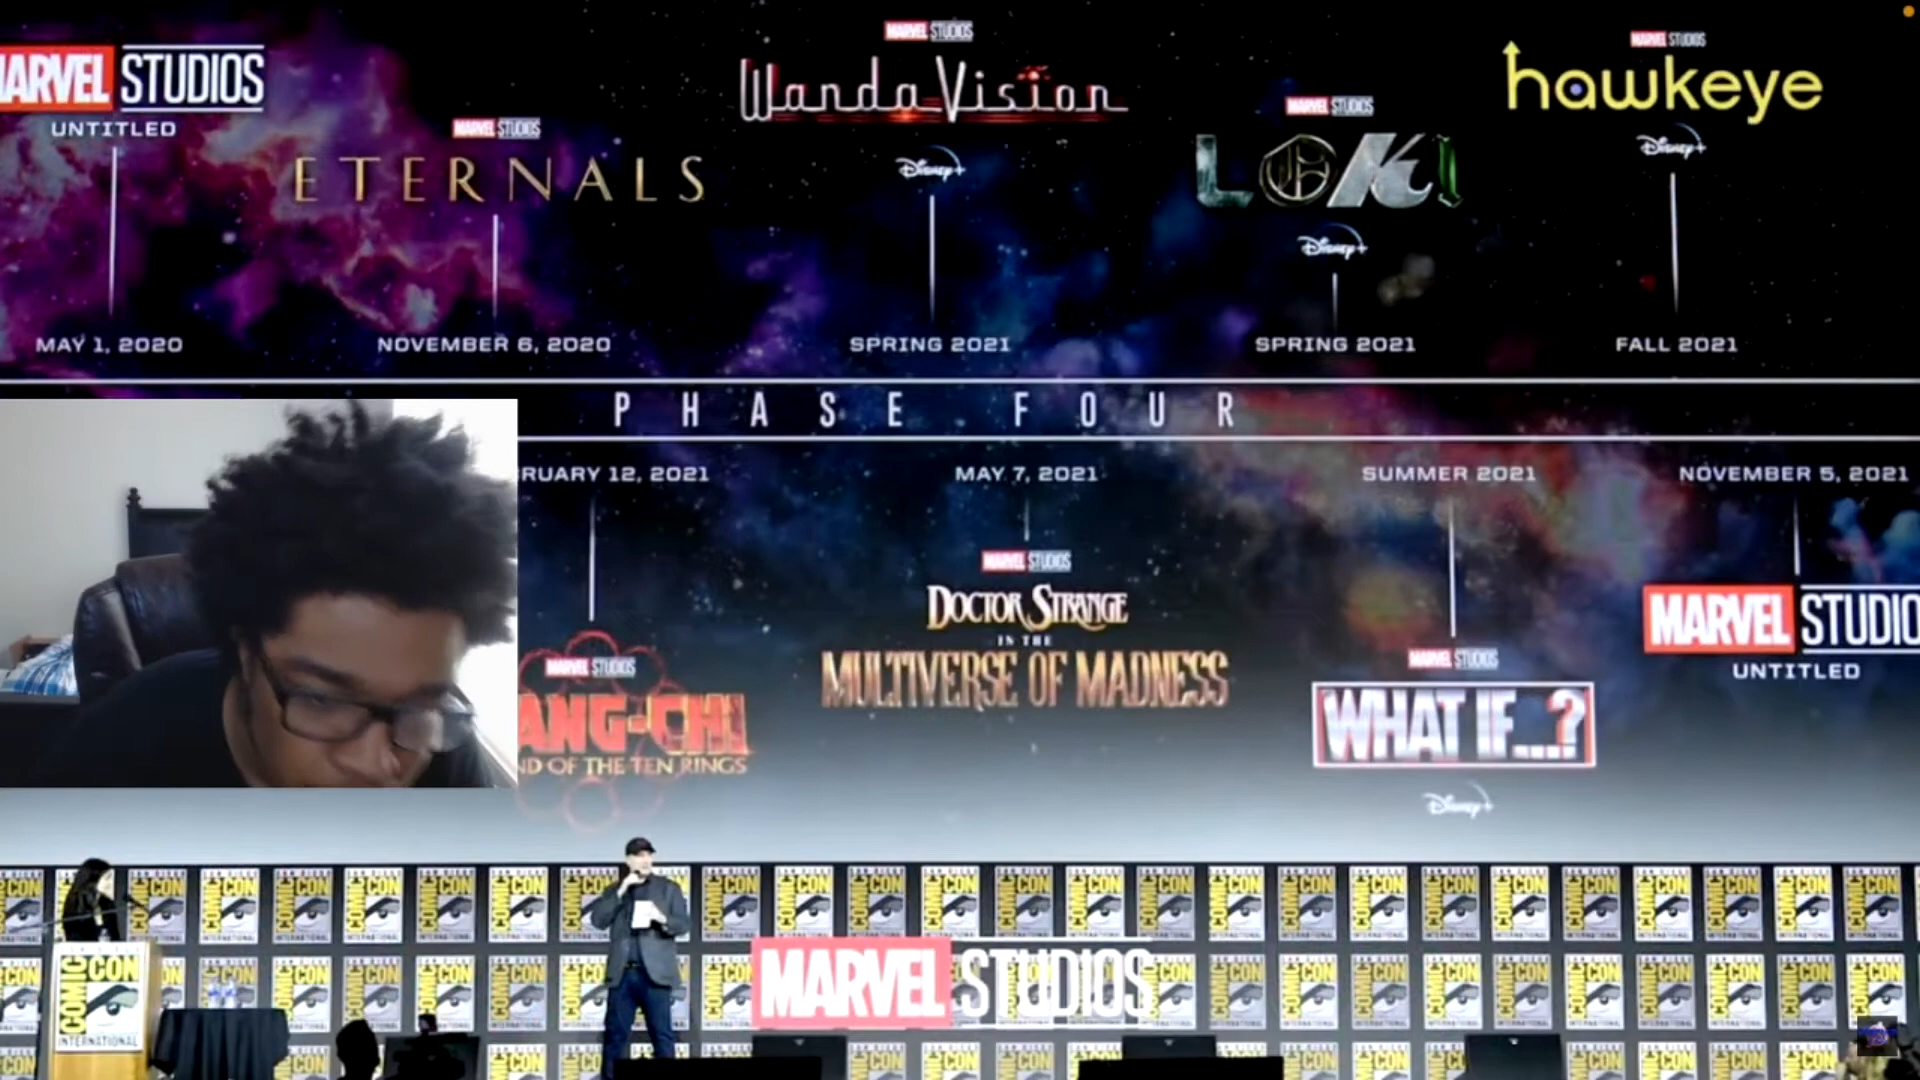 MARVEL STUDIOS
UNTITLED
MAY 1, 2020
MARVEL STUDIOS
ETERNALS
NOVEMBER 6, 2020
MARVEL STUDIOS
WandaVision
Disney+
SPRING 2021
MARVEL STUDIOS
LOKI
Disney+
SPRING 2021
MARVEL STUDIOS
hawkeye
Disney+
FALL 2021
PHASE FOUR
RUARY 12, 2021
MARVEL STUDIOS
ANG-CHI
ND OF THE TEN RINGS
MAY 7, 2021
MARVEL STUDIOS
DOCTOR STRANGE
IN THE
MULTIVERSE OF MADNESS
SUMMER 2021
MARVEL STUDIOS
WHAT IF...?
Disney+
NOVEMBER 5, 2021
MARVEL STUDIO
UNTITLED
COMIC CON
INTERNATIONAL
MARVEL STUDIOS